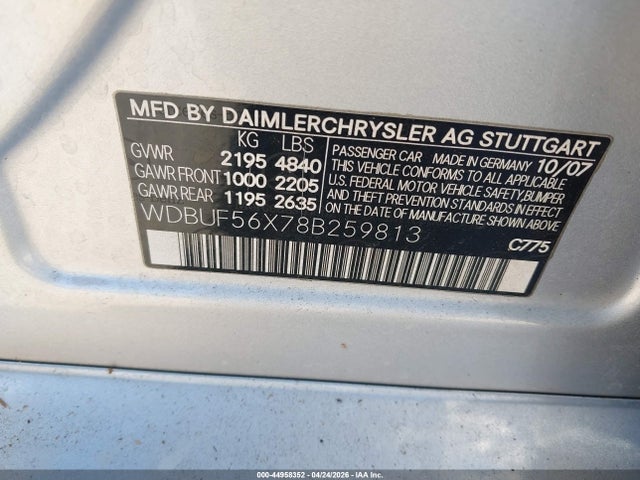 MFD BY DAIMLERCHRYSLER AG STUTTGART
KG LBS
GVWR 2195 4840
GAWR FRONT 1000 2205
GAWR REAR 1195 2635
PASSENGER CAR MADE IN GERMANY 10/07
THIS VEHICLE CONFORMS TO ALL APPLICABLE
U.S. FEDERAL MOTOR VEHICLE SAFETY, BUMPER
AND THEFT PREVENTION STANDARDS IN EFFECT
ON THE DATE OF MANUFACTURE SHOWN ABOVE
WDBUF56X78B259813
C775
000-44958352 - 04/24/2026 - IAA Inc.